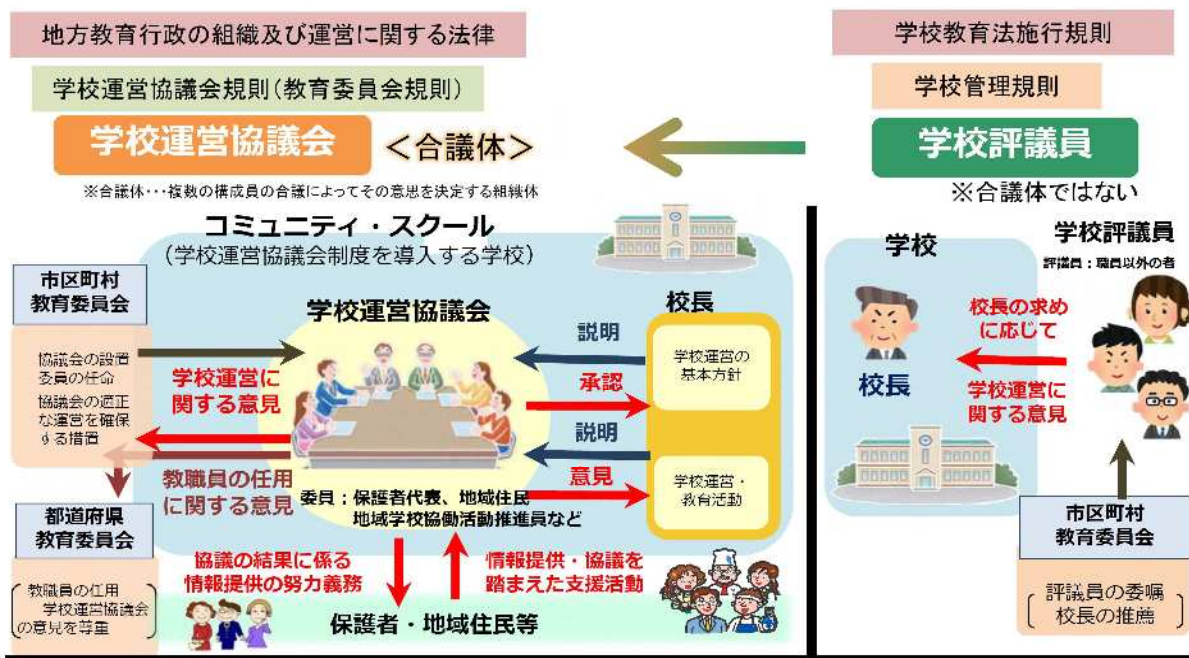 地方教育行政の組織及び運営に関する法律
学校運営協議会規則(教育委員会規則)
学校運営協議会
<合議体>
※合議体･･･複数の構成員の合議によってその意思を決定する組織体
コミュニティ・スクール
(学校運営協議会制度を導入する学校)
市区町村
教育委員会
協議会の設置
委員の任命
協議会の適正
な運営を確保
する措置
都道府県
教育委員会
教職員の任用
学校運営協議会
の意見を尊重
学校運営協議会
学校運営に
関する意見
教職員の任用
に関する意見
委員:保護者代表、地域住民
地域学校協働活動推進員など
説明
承認
説明
意見
校長
学校運営の
基本方針
学校運営・
教育活動
協議の結果に係る
情報提供の努力義務
情報提供・協議を
踏まえた支援活動
保護者・地域住民等
学校教育法施行規則
学校管理規則
学校評議員
※合議体ではない
学校
校長
学校評議員
評議員:職員以外の者
校長の求め
に応じて
学校運営に
関する意見
市区町村
教育委員会
評議員の委嘱
校長の推薦